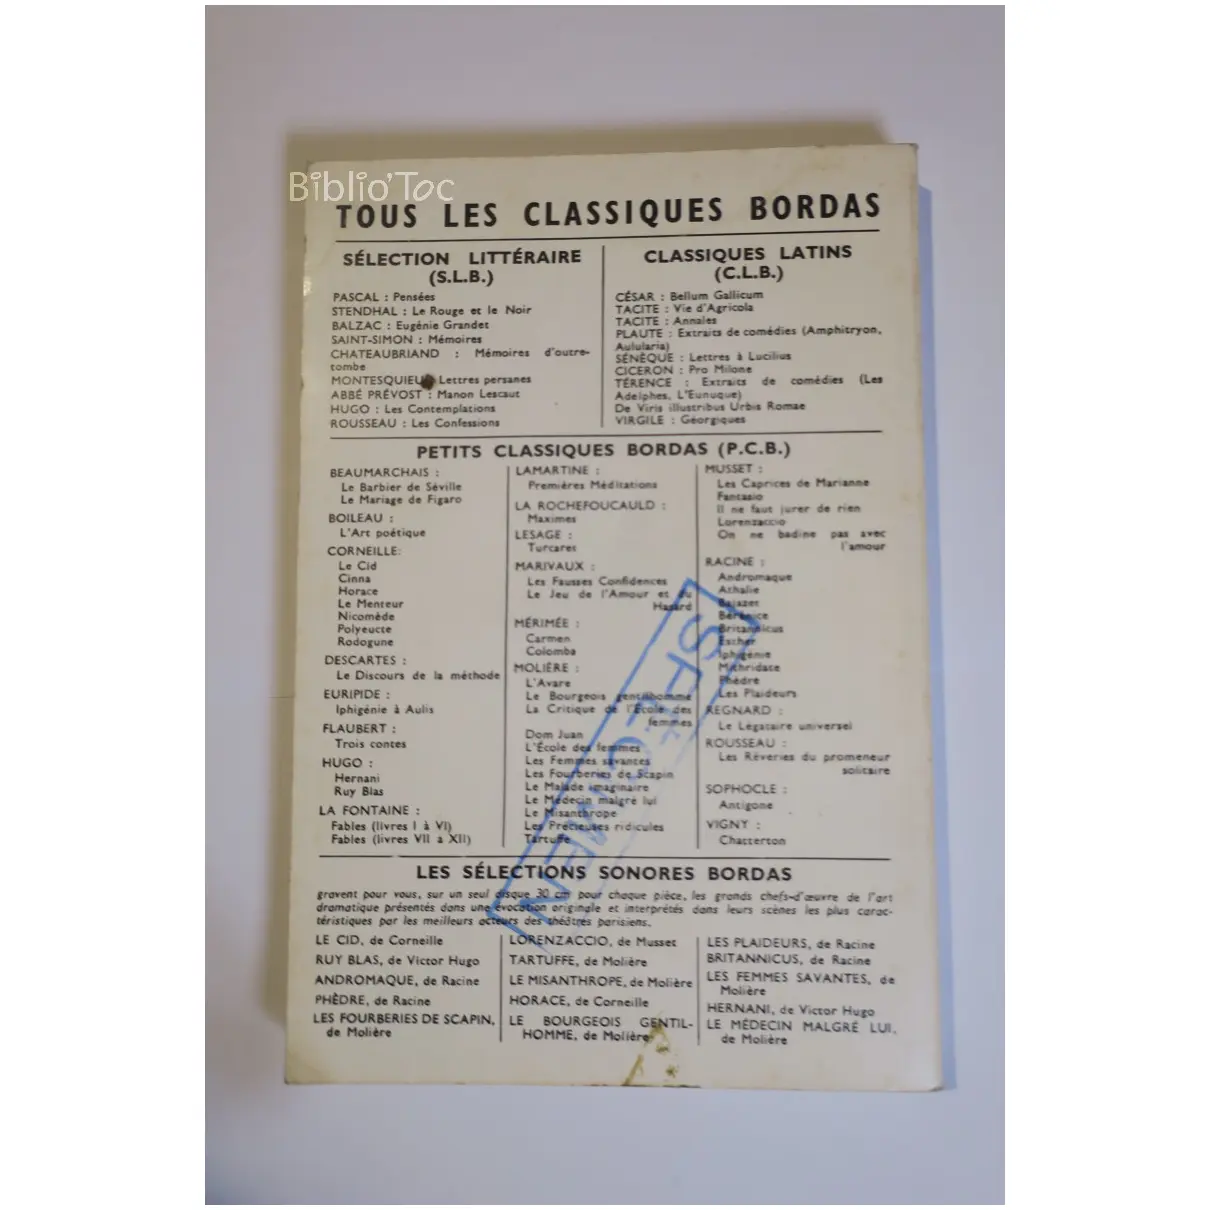 Biblio'Toc
TOUS LES CLASSIQUES BORDAS
SÉLECTION LITTÉRAIRE
(S.L.B.)
PASCAL : Pensées
STENDHAL : Le Rouge et le Noir
BALZAC : Eugénie Grandet
SAINT-SIMON : Mémoires
CHATEAUBRIAND : Mémoires d'outre-
tombe
MONTESQUIEU Lettres persanes
ABBÉ PRÉVOST : Manon Lescaut
HUGO : Les Contemplations
ROUSSEAU : Les Confessions
CLASSIQUES LATINS
(C.L.B.)
CÉSAR : Bellum Gallicum
TACITE : Vie d'Agricola
TACITE : Annales
PLAUTE : Extraits de comédies (Amphitryon,
Aulularia)
SÉNÈQUE : Lettres à Lucilius
CICERON : Pro Milone
TÉRENCE : Extraits de comédies (Les
Adelphes, L'Eunuque)
De Viris illustribus Urbis Romae
VIRGILE : Géorgiques
PETITS CLASSIQUES BORDAS (P.C.B.)
BEAUMARCHAIS :
Le Barbier de Séville
Le Mariage de Figaro
BOILEAU :
L'Art poétique
CORNEILLE:
Le Cid
Cinna
Horace
Le Menteur
Nicomède
Polyeucte
Rodogune
DESCARTES :
Le Discours de la méthode
EURIPIDE :
Iphigénie à Aulis
FLAUBERT :
Trois contes
HUGO :
Hernani
Ruy Blas
LA FONTAINE :
Fables (livres I à VI)
Fables (livres VII à XII)
LAMARTINE :
Premières Méditations
LA ROCHEFOUCAULD :
Maximes
LESAGE :
Turcaret
MARIVAUX :
Les Fausses Confidences
Le Jeu de l'Amour et du
Hasard
MÉRIMÉE :
Carmen
Colomba
MOLIÈRE :
L'Avare
Le Bourgeois gentilhomme
La Critique de l'École des
femmes
Dom Juan
L'École des femmes
Les Femmes savantes
Les Fourberies de Scapin
Le Malade imaginaire
Le Médecin malgré lui
Le Misanthrope
Les Précieuses ridicules
Tartuffe
MUSSET :
Les Caprices de Marianne
Fantasio
Il ne faut jurer de rien
Lorenzaccio
On ne badine pas avec
l'amour
RACINE :
Andromaque
Athalie
Bajazet
Bérénice
Britannicus
Esther
Iphigénie
Mithridate
Phèdre
Les Plaideurs
REGNARD :
Le Légataire universel
ROUSSEAU :
Les Rêveries du promeneur
solitaire
SOPHOCLE :
Antigone
VIGNY :
Chatterton
SPECIMEN
LES SÉLECTIONS SONORES BORDAS
gravent pour vous, sur un seul disque 30 cm pour chaque pièce, les grands chefs-d'œuvre de l'art
dramatique présentés dans une évocation originale et interprétés dans leurs scènes les plus carac-
téristiques par les meilleurs acteurs des théâtres parisiens.
LE CID, de Corneille
RUY BLAS, de Victor Hugo
ANDROMAQUE, de Racine
PHÈDRE, de Racine
LES FOURBERIES DE SCAPIN,
de Molière
LORENZACCIO, de Musset
TARTUFFE, de Molière
LE MISANTHROPE, de Molière
HORACE, de Corneille
LE BOURGEOIS GENTIL-
HOMME, de Molière
LES PLAIDEURS, de Racine
BRITANNICUS, de Racine
LES FEMMES SAVANTES, de
Molière
HERNANI, de Victor Hugo
LE MÉDECIN MALGRÉ LUI,
de Molière